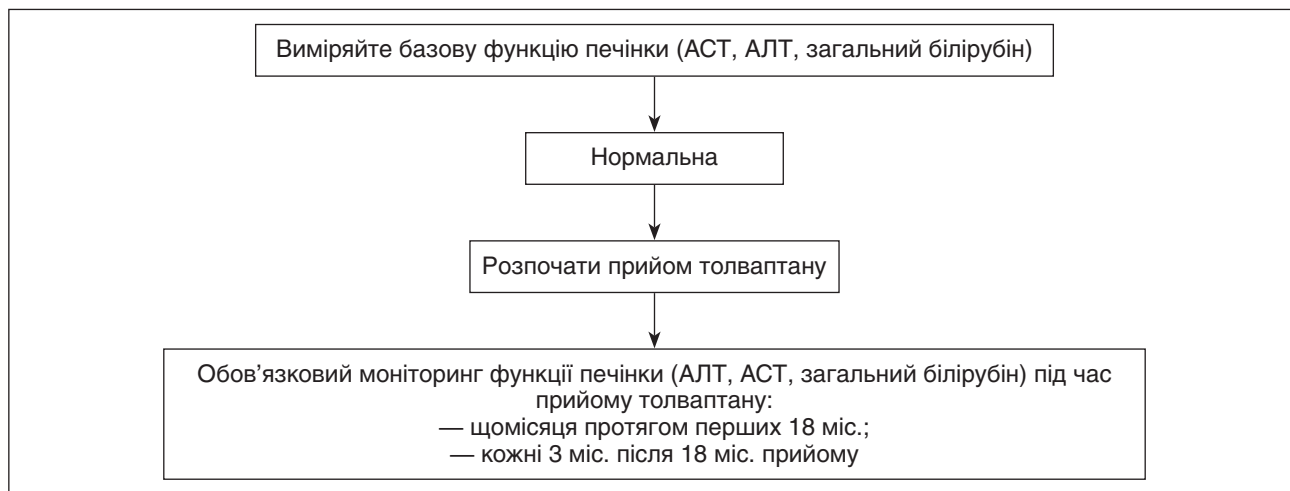 Виміряйте базову функцію печінки (АСТ, АЛТ, загальний білірубін)
Нормальна
Розпочати прийом толваптану
Обов'язковий моніторинг функції печінки (АЛТ, АСТ, загальний білірубін) під час
прийому толваптану:
— щомісяця протягом перших 18 міс.;
— кожні 3 міс. після 18 міс. прийому